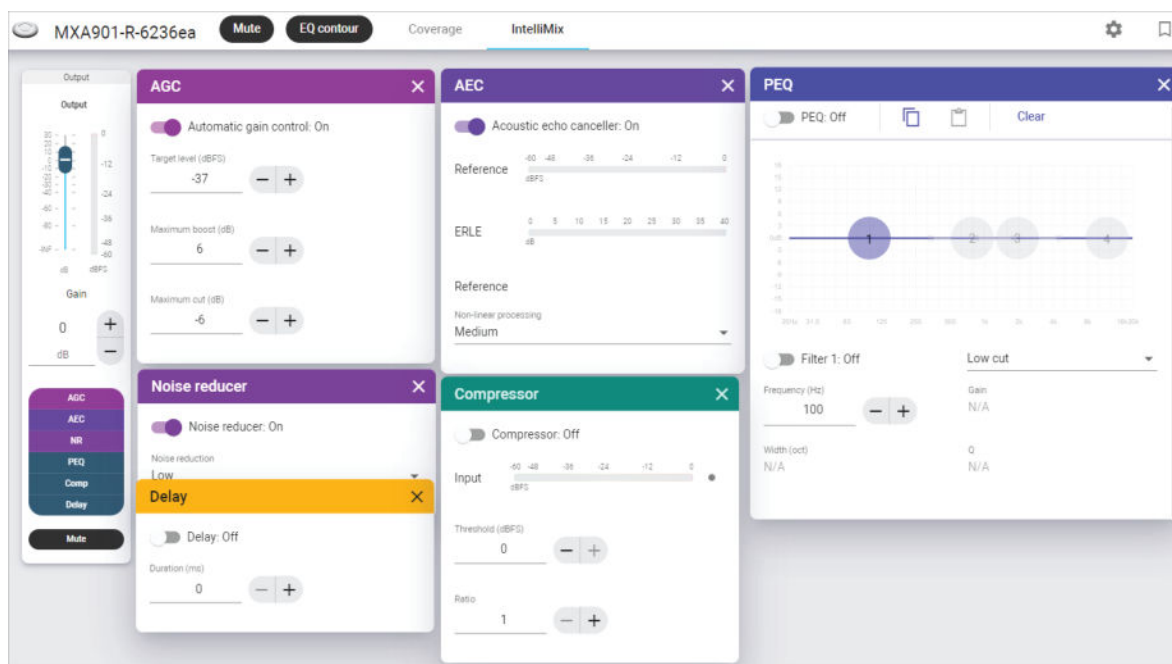 MXA901-R-6236ea
Mute
EQ contour
Coverage
IntelliMix
Output
Output
0
-12
-24
-36
-48
-60
-60
-INF
dB
dBFS
Gain
0
dB
AGC
AEC
NR
PEQ
Comp
Delay
Mute
AGC
Automatic gain control: On
Target level (dBFS)
-37
Maximum boost (dB)
6
Maximum cut (dB)
-6
Noise reducer
Noise reducer: On
Noise reduction
Low
Delay
Delay: Off
Duration (ms)
0
AEC
Acoustic echo canceller: On
-60 -48 -36 -24 -12 0
Reference
dBFS
0 5 10 15 20 25 30 35 40
ERLE
dB
Reference
Non-linear processing
Medium
Compressor
Compressor: Off
-60 -48 -36 -24 -12 0
Input
dBFS
Threshold (dBFS)
0
Ratio
1
PEQ
PEQ: Off
Clear
1
2
3
4
Filter 1: Off
Low cut
Frequency (Hz)
100
Gain
N/A
Width (oct)
N/A
Q
N/A